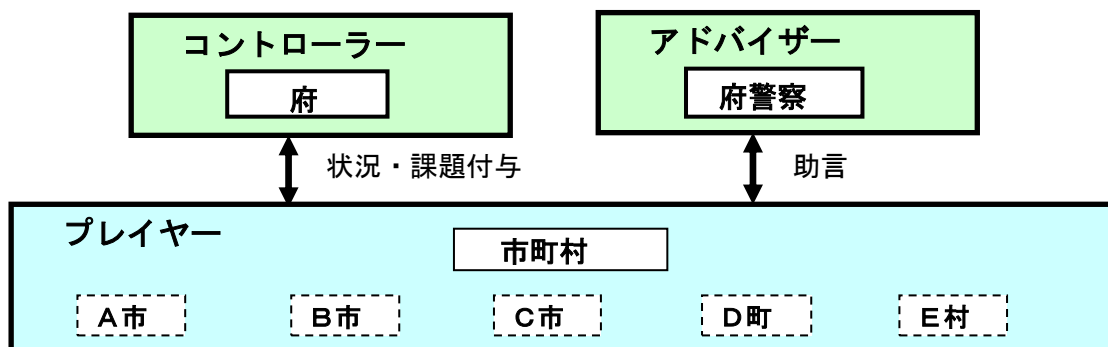 コントローラー
府
アドバイザー
府警察
状況・課題付与
助言
プレイヤー
市町村
A市
B市
C市
D町
E村